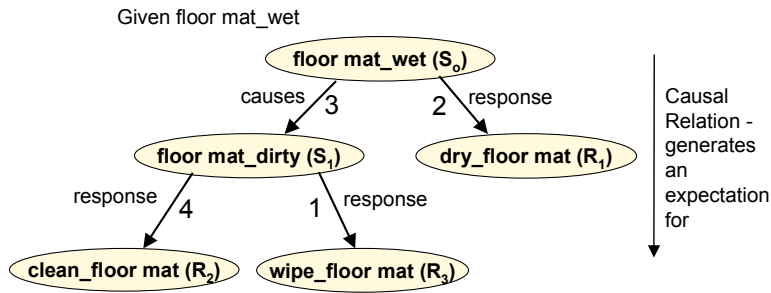 Given floor mat_wet
floor mat_wet (So)
causes 3 2 response
Causal
Relation -
generates
an
expectation
for
floor mat_dirty (S1)
dry_floor mat (R1)
response 4 1 response
clean_floor mat (R2)
wipe_floor mat (R3)